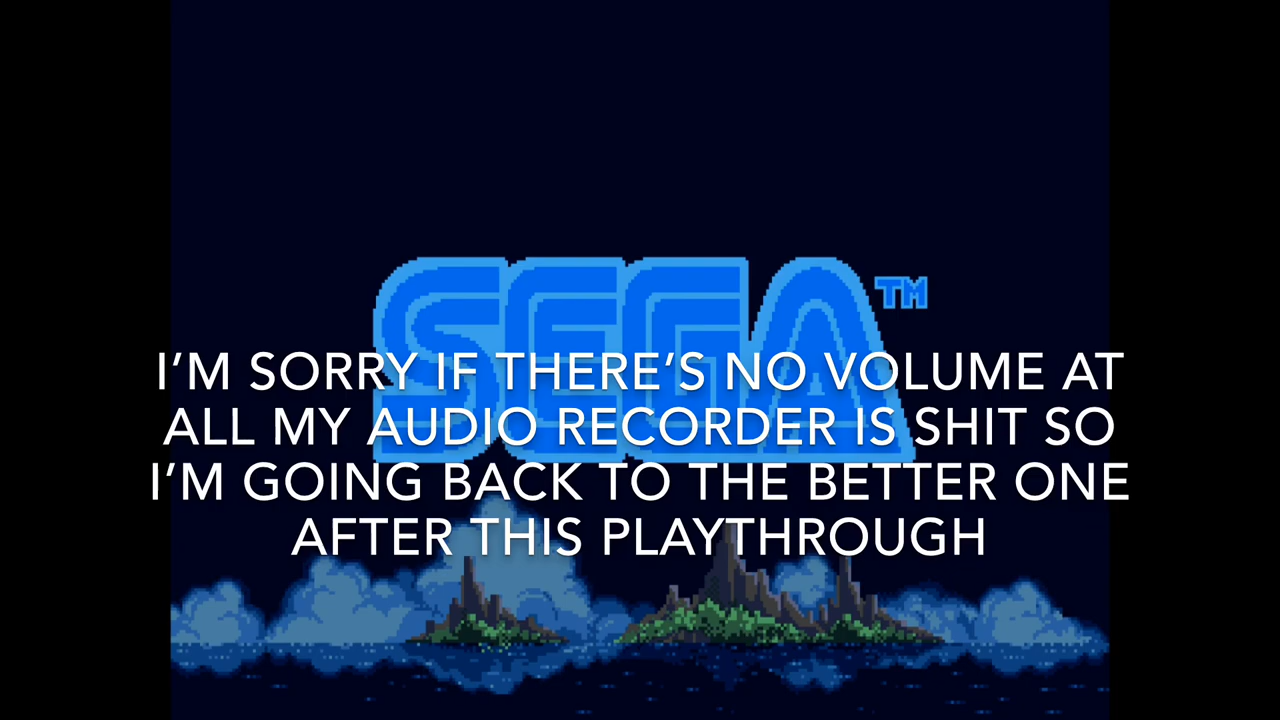 SEGA™
I’M SORRY IF THERE’S NO VOLUME AT
ALL MY AUDIO RECORDER IS SHIT SO
I’M GOING BACK TO THE BETTER ONE
AFTER THIS PLAYTHROUGH